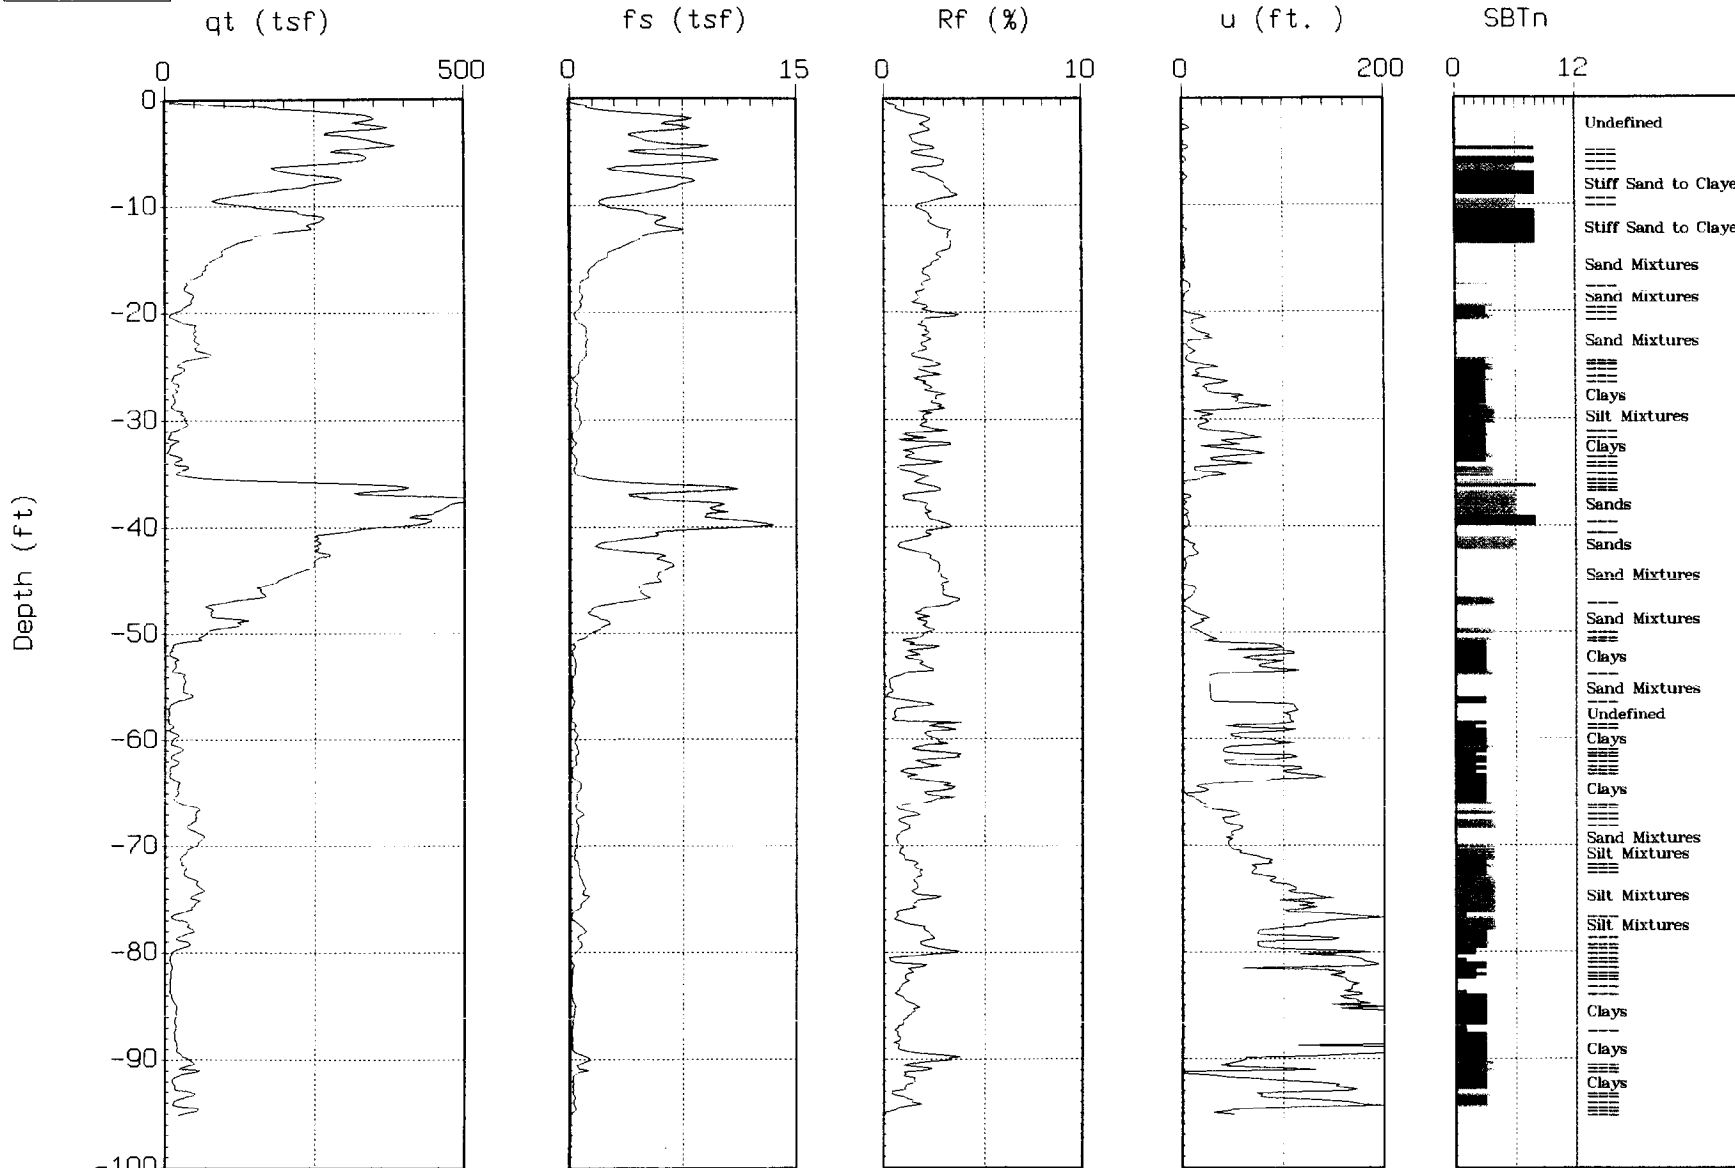 qt (tsf) fs (tsf) Rf (%) u (ft. ) SBTn
0 500 0 15 0 10 0 200 0 12
0
Undefined
Stiff Sand to Claye
-10
Stiff Sand to Claye
Sand Mixtures
Sand Mixtures
-20
Sand Mixtures
Clays
Silt Mixtures
-30
Clays
Sands
-40
Sands
Sand Mixtures
Sand Mixtures
-50
Clays
Sand Mixtures
Undefined
-60
Clays
Clays
Sand Mixtures
-70
Silt Mixtures
Silt Mixtures
Silt Mixtures
-80
Clays
Clays
-90
Clays
-100
Depth (ft)